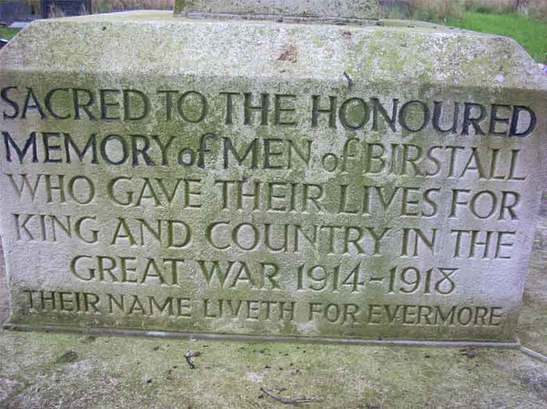 SACRED TO THE HONOURED
MEMORY of MEN of BIRSTALL
WHO GAVE THEIR LIVES FOR
KING AND COUNTRY IN THE
GREAT WAR 1914-1918
THEIR NAME LIVETH FOR EVERMORE